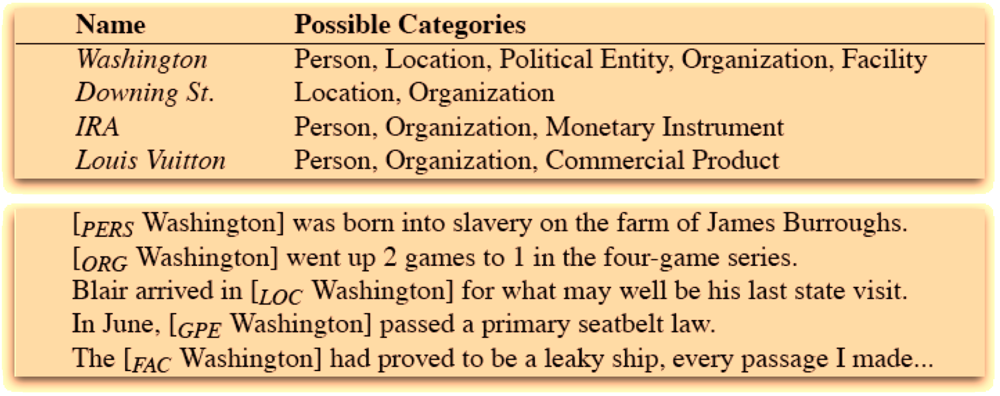 Name Possible Categories
Washington Person, Location, Political Entity, Organization, Facility
Downing St. Location, Organization
IRA Person, Organization, Monetary Instrument
Louis Vuitton Person, Organization, Commercial Product
[PERS Washington] was born into slavery on the farm of James Burroughs.
[ORG Washington] went up 2 games to 1 in the four-game series.
Blair arrived in [LOC Washington] for what may well be his last state visit.
In June, [GPE Washington] passed a primary seatbelt law.
The [FAC Washington] had proved to be a leaky ship, every passage I made...